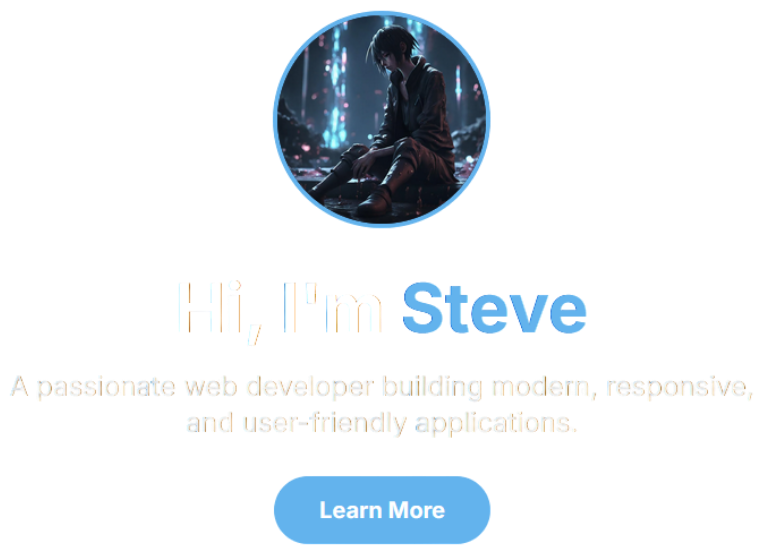 Hi, I'm Steve
A passionate web developer building modern, responsive,
and user-friendly applications.
Learn More